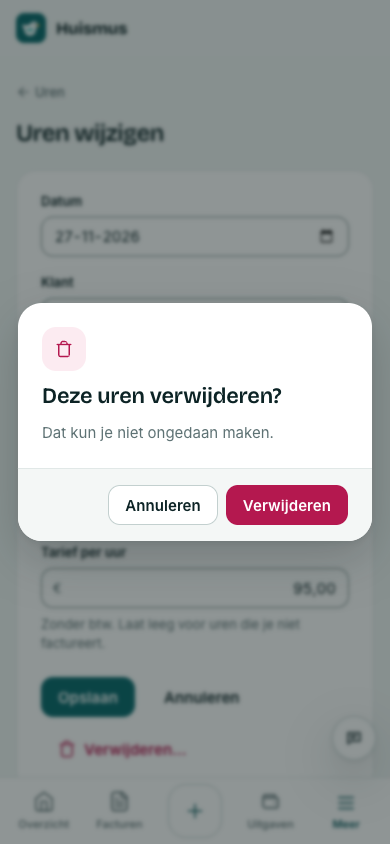 Huismus
← Uren
Uren wijzigen
Datum
27-11-2026
Klant
Deze uren verwijderen?
Dat kun je niet ongedaan maken.
Annuleren
Verwijderen
Tarief per uur
€ 95,00
Zonder btw. Laat leeg voor uren die je niet
factureert.
Opslaan
Annuleren
Verwijderen...
Overzicht
Facturen
Uitgaven
Meer